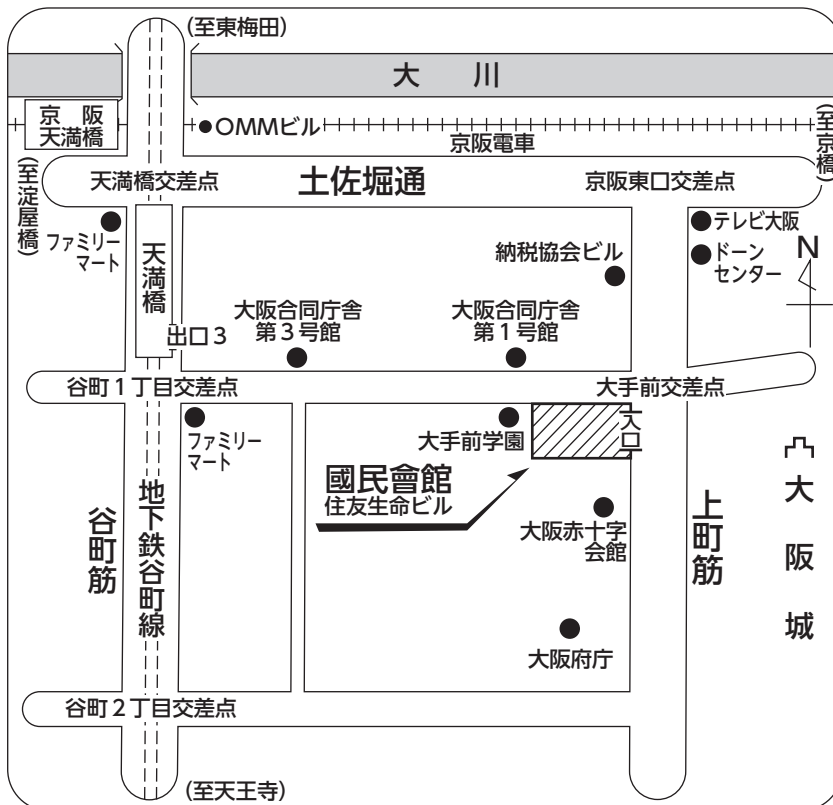 (至東梅田)
大 川
京 阪
天満橋
OMMビル
京阪電車
(至京橋)
(至淀屋橋)
天満橋交差点
土佐堀通
京阪東口交差点
ファミリー
マート
天満橋
出口3
納税協会ビル
テレビ大阪
ドーン
センター
N
大阪合同庁舎
第3号館
大阪合同庁舎
第1号館
谷町1丁目交差点
大手前交差点
ファミリー
マート
大手前学園
入口
國民會館
住友生命ビル
大阪赤十字
会館
谷町筋
地下鉄谷町線
上町筋
大阪城
大阪府庁
谷町2丁目交差点
(至天王寺)